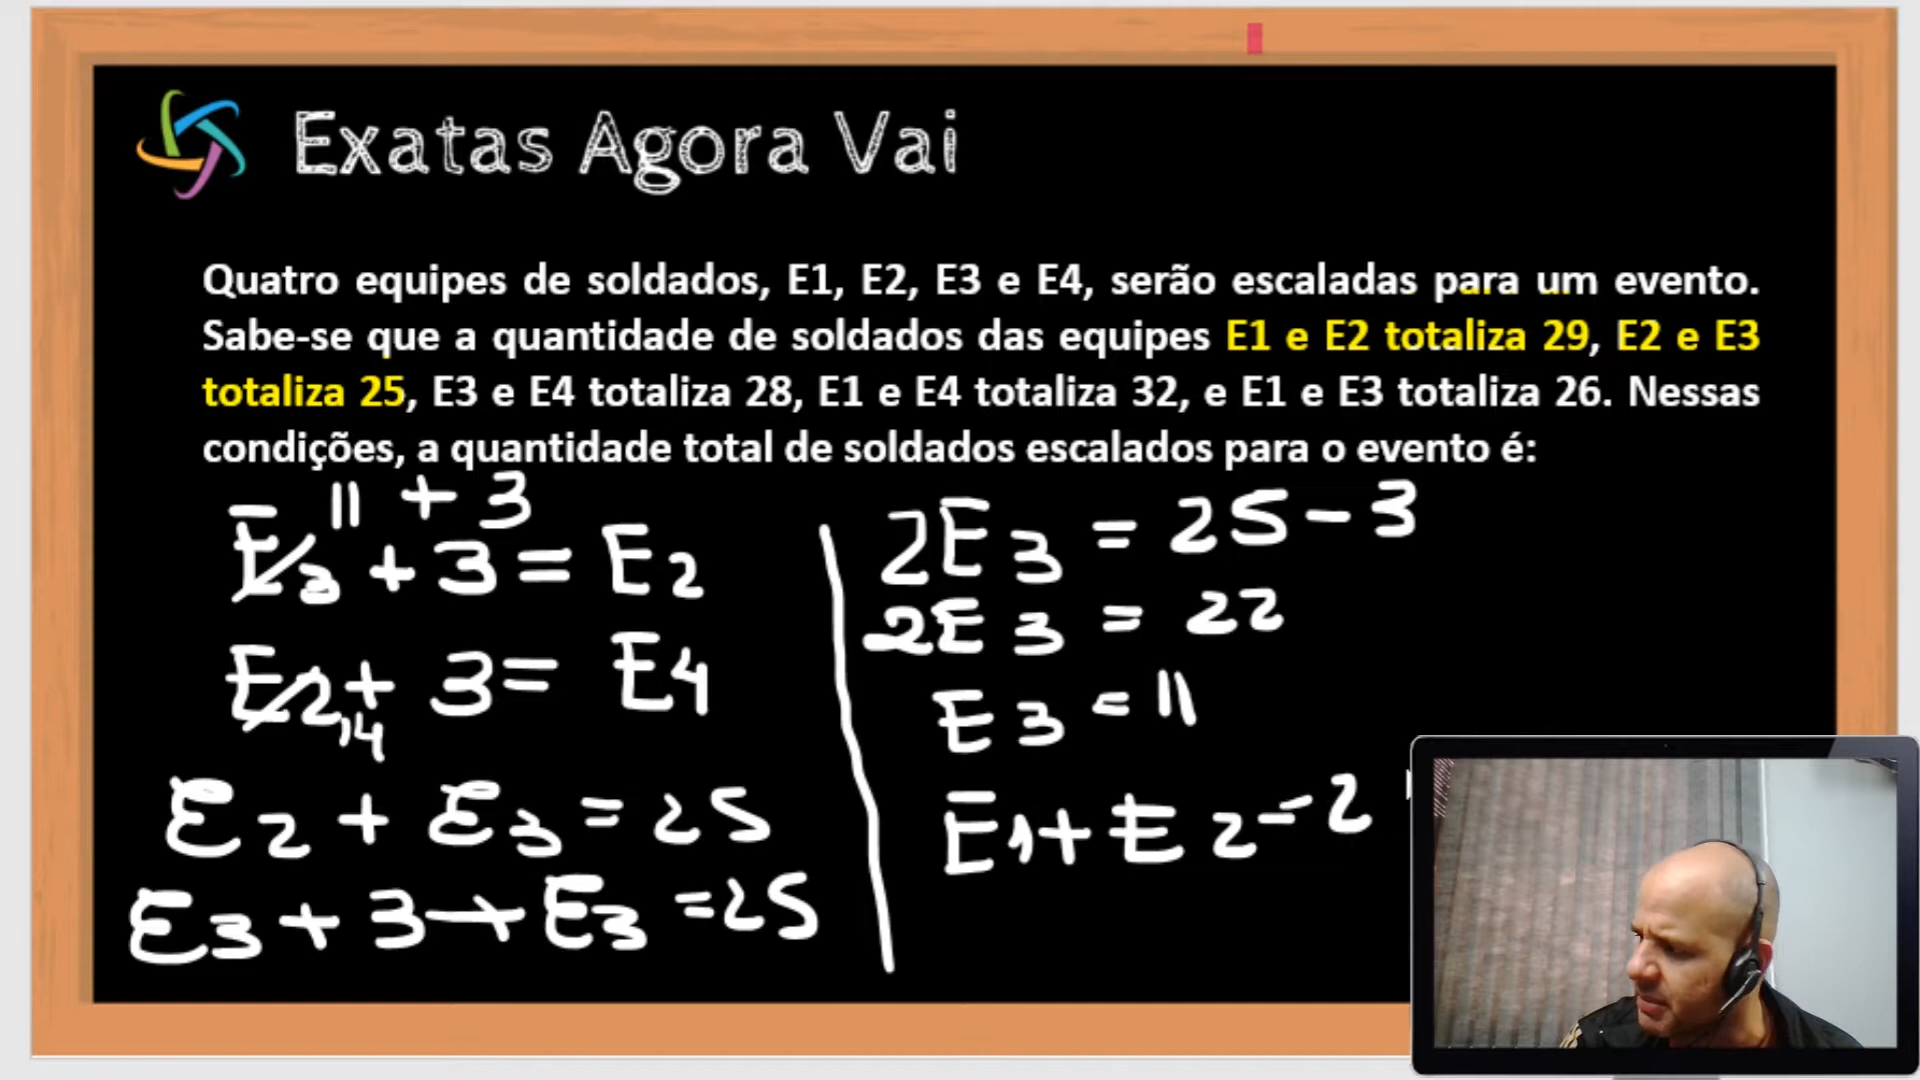 Exatas Agora Vai
Quatro equipes de soldados, E1, E2, E3 e E4, serão escaladas para um evento.
Sabe-se que a quantidade de soldados das equipes E1 e E2 totaliza 29, E2 e E3
totaliza 25, E3 e E4 totaliza 28, E1 e E4 totaliza 32, e E1 e E3 totaliza 26. Nessas
condições, a quantidade total de soldados escalados para o evento é:
11 + 3
E3 + 3 = E2
E2 + 3 = E4
14
E2 + E3 = 25
E3 + 3 + E3 = 25
2E3 = 25 - 3
2E3 = 22
E3 = 11
E1 + E2 = 2